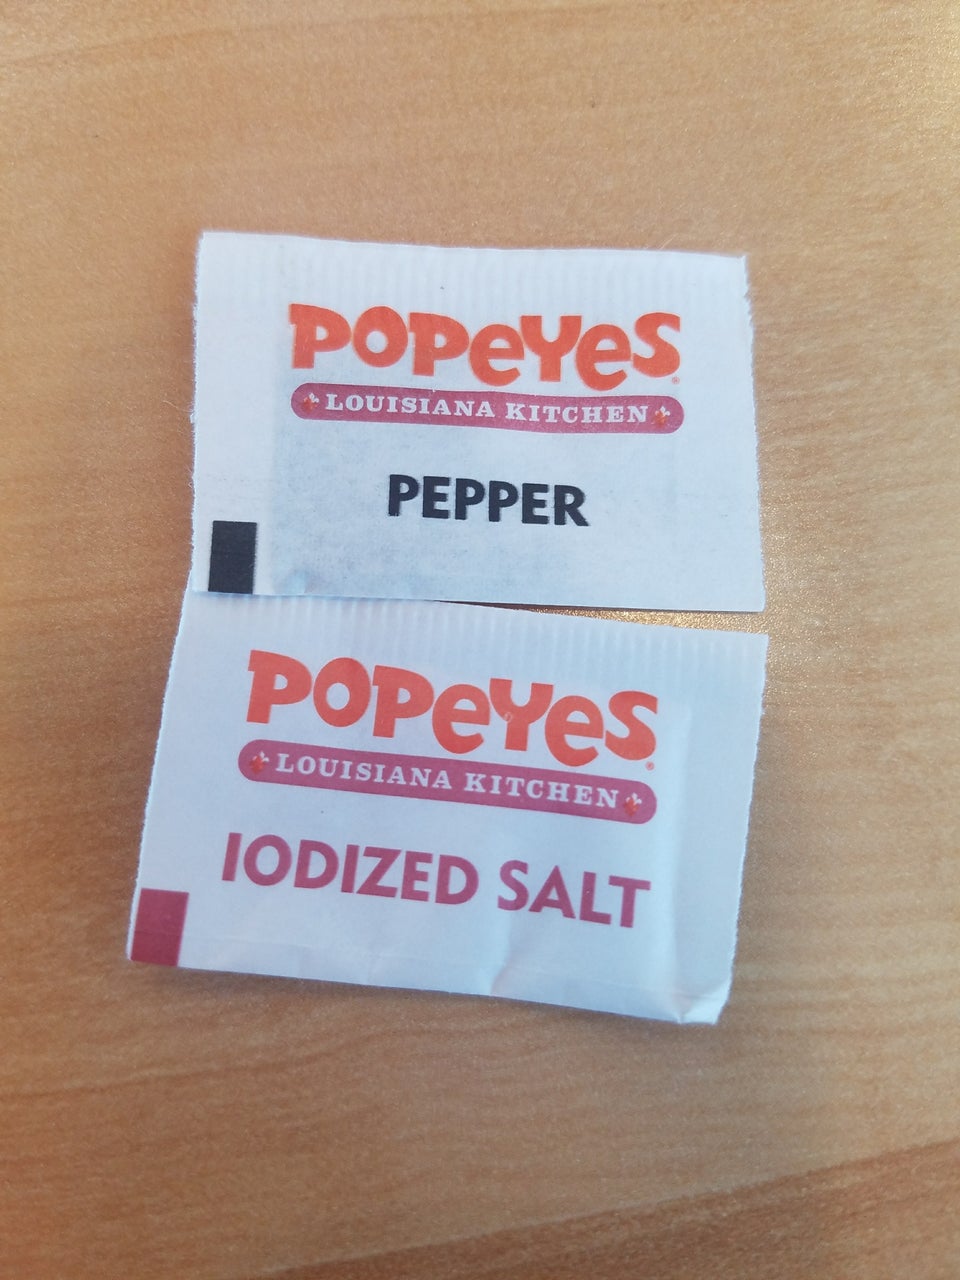 POPEYES
LOUISIANA KITCHEN
PEPPER
POPEYES
LOUISIANA KITCHEN
IODIZED SALT